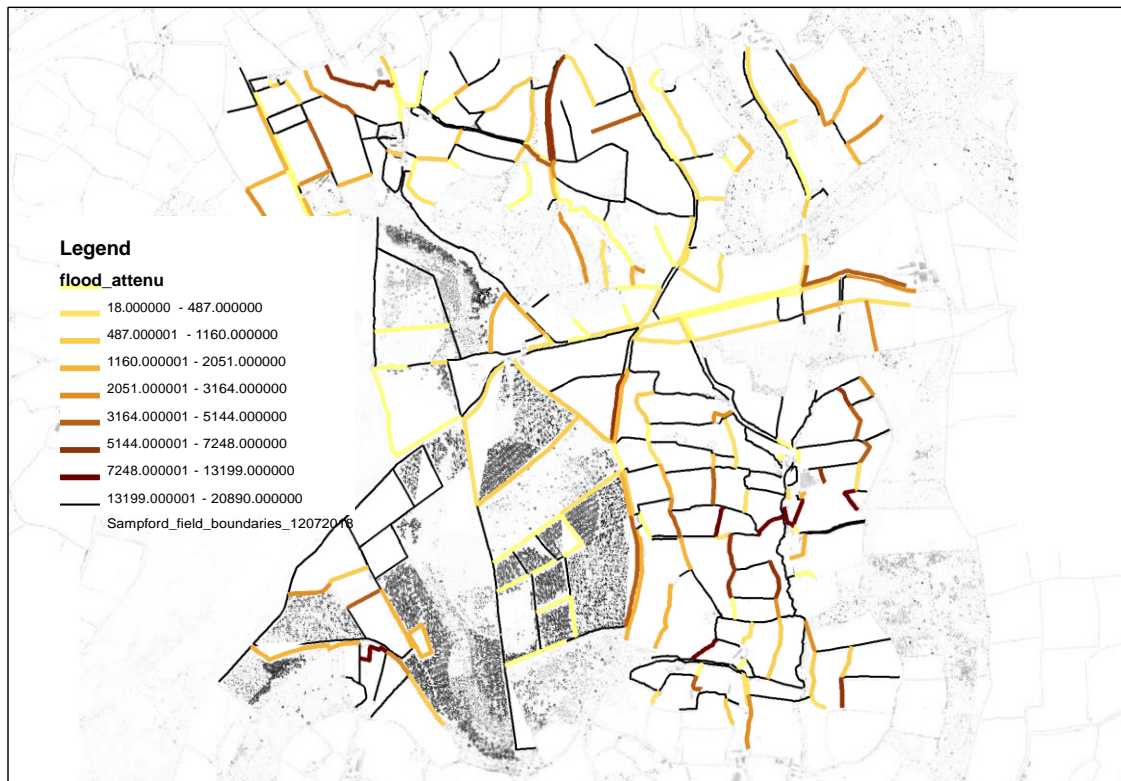 Legend
flood_attenu
18.000000 - 487.000000
487.000001 - 1160.000000
1160.000001 - 2051.000000
2051.000001 - 3164.000000
3164.000001 - 5144.000000
5144.000001 - 7248.000000
7248.000001 - 13199.000000
13199.000001 - 20890.000000
Sampford_field_boundaries_12072018